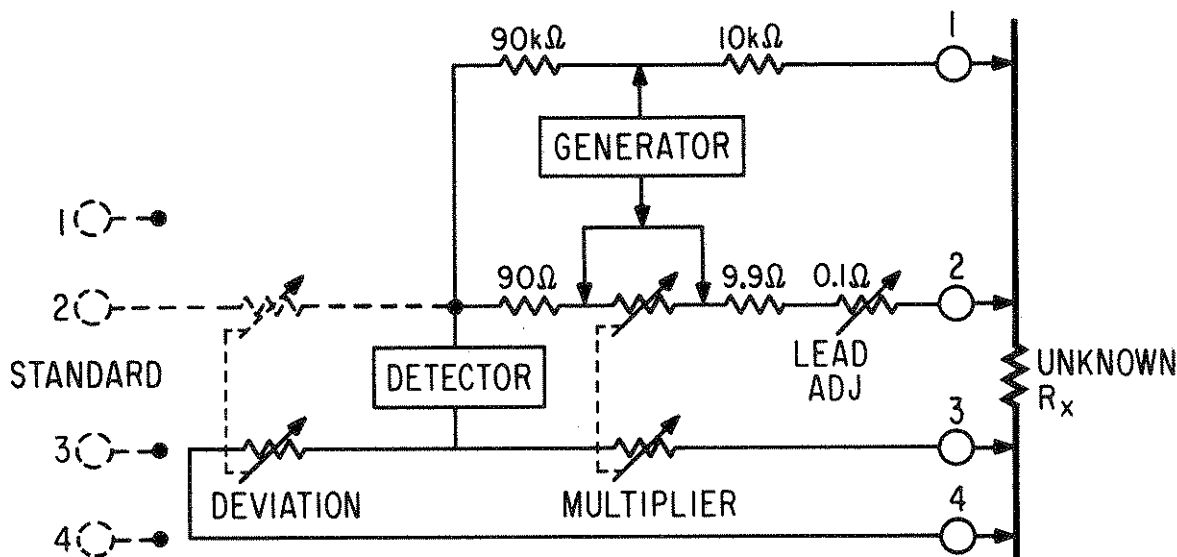 90kΩ 10kΩ 1
GENERATOR
1
90Ω 9.9Ω 0.1Ω 2
2
STANDARD DETECTOR LEAD ADJ UNKNOWN Rx
3
3
DEVIATION MULTIPLIER 4
4